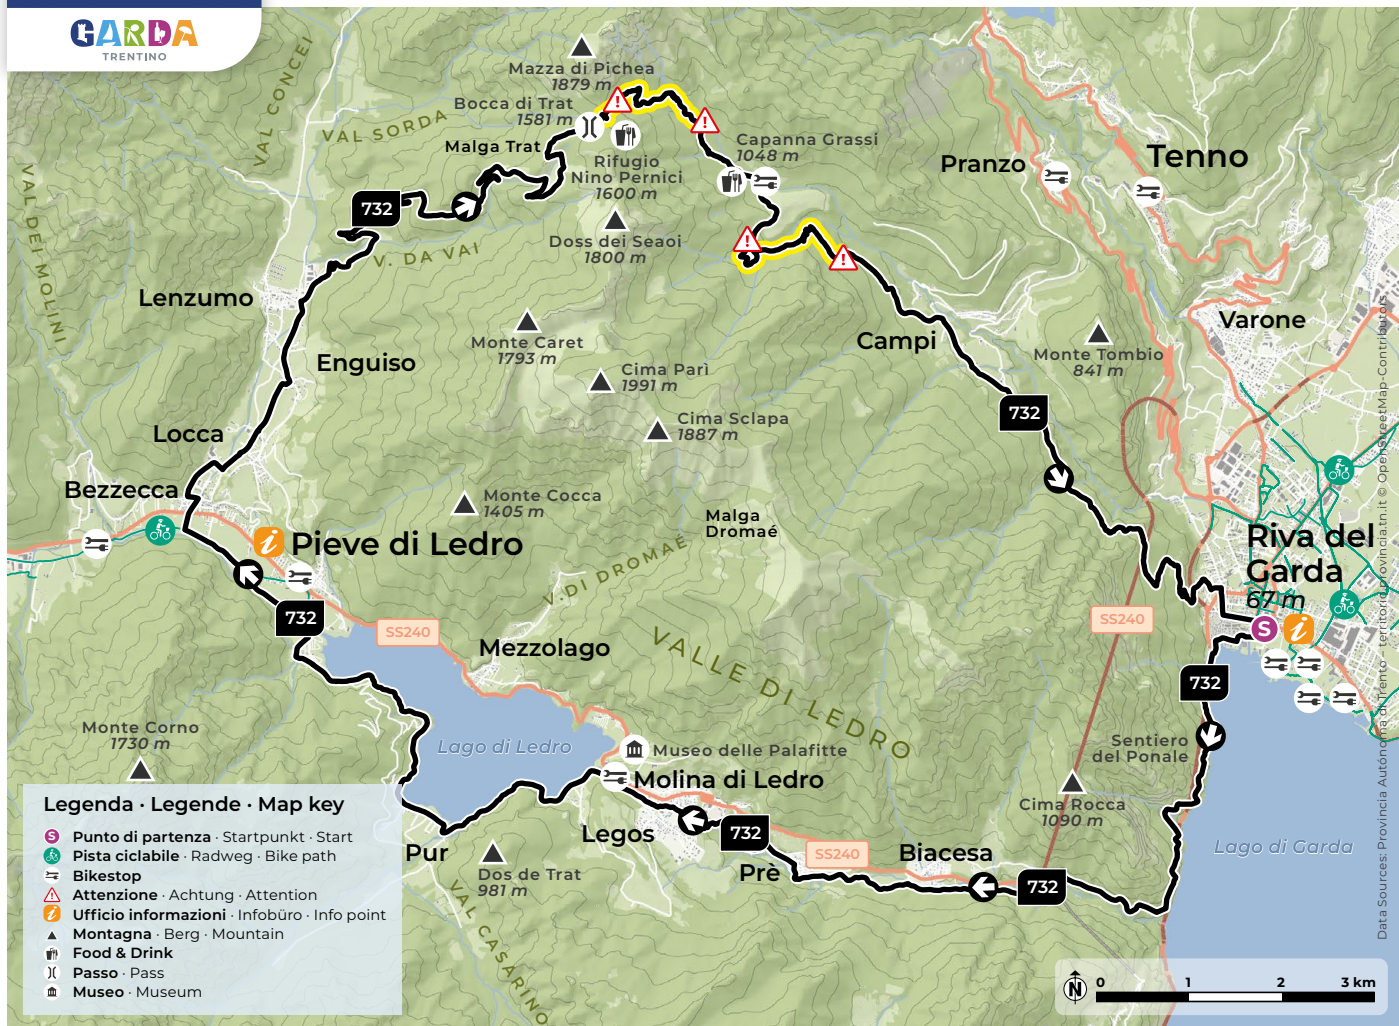 GARDA
TRENTINO
VAL CONCEI
VAL SORDA
VAL DEI MOLINI
Mazza di Pichea
1879 m
Bocca di Trat
1581 m
Malga Trat
Rifugio
Nino Pernici
1600 m
Capanna Grassi
1048 m
Pranzo
Tenno
732
V. DA VAI
Doss dei Seaoi
1800 m
Lenzumo
Varone
Monte Caret
1793 m
Enguiso
Campi
Monte Tombio
841 m
Cima Parì
1991 m
Cima Sclapa
1887 m
732
Locca
Bezzecca
Monte Cocca
1405 m
Malga
Dromaé
Pieve di Ledro
V. DI DROMAÉ
Riva del
Garda
67 m
S
732
SS240
SS240
Mezzolago
VALLE DI LEDRO
732
Monte Corno
1730 m
Lago di Ledro
Museo delle Palafitte
Sentiero
del Ponale
Molina di Ledro
Cima Rocca
1090 m
Legos
732
SS240
Biacesa
Lago di Garda
Pur
Prè
732
Dos de Trat
981 m
VAL CASARINO
Legenda · Legende · Map key
S Punto di partenza · Startpunkt · Start
Pista ciclabile · Radweg · Bike path
Bikestop
Attenzione · Achtung · Attention
Ufficio informazioni · Infobüro · Info point
Montagna · Berg · Mountain
Food & Drink
Passo · Pass
Museo · Museum
N
0 1 2 3 km
Data Sources: Provincia Autónoma di Trento – territorio.provincia.tn.it © OpenStreetMap-Contributors